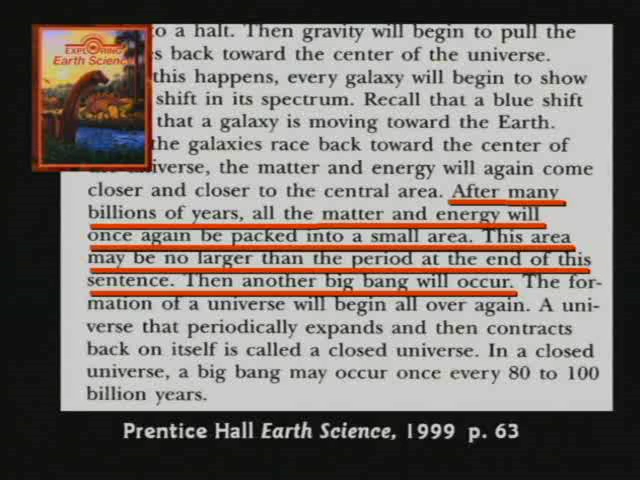 EXPLORING
Earth Science
to a halt. Then gravity will begin to pull the
s back toward the center of the universe.
this happens, every galaxy will begin to show
shift in its spectrum. Recall that a blue shift
that a galaxy is moving toward the Earth.
the galaxies race back toward the center of
the universe, the matter and energy will again come
closer and closer to the central area. After many
billions of years, all the matter and energy will
once again be packed into a small area. This area
may be no larger than the period at the end of this
sentence. Then another big bang will occur. The for-
mation of a universe will begin all over again. A uni-
verse that periodically expands and then contracts
back on itself is called a closed universe. In a closed
universe, a big bang may occur once every 80 to 100
billion years.
Prentice Hall Earth Science, 1999 p. 63